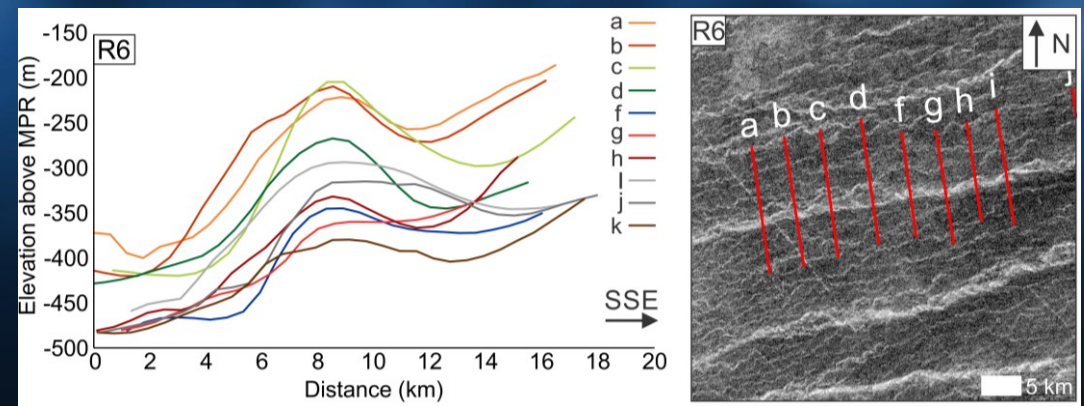 Elevation above MPR (m)
-150
-200
-250
-300
-350
-400
-450
-500
R6
a
b
c
d
f
g
h
l
j
k
SSE
0 2 4 6 8 10 12 14 16 18 20
Distance (km)
R6
N
a b c d f g h i j
5 km